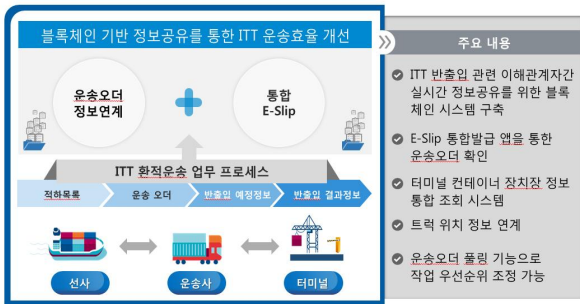 블록체인 기반 정보공유를 통한 ITT 운송효율 개선
운송오더
정보연계
통합
E-Slip
ITT 환적운송 업무 프로세스
적하목록
운송 오더
반출입 예정정보
반출입 결과정보
선사
운송사
터미널
주요 내용
ITT 반출입 관련 이해관계자간
실시간 정보공유를 위한 블록
체인 시스템 구축
E-Slip 통합발급 앱을 통한
운송오더 확인
터미널 컨테이너 장치장 정보
통합 조회 시스템
트럭 위치 정보 연계
운송오더 풀링 기능으로
작업 우선순위 조정 가능